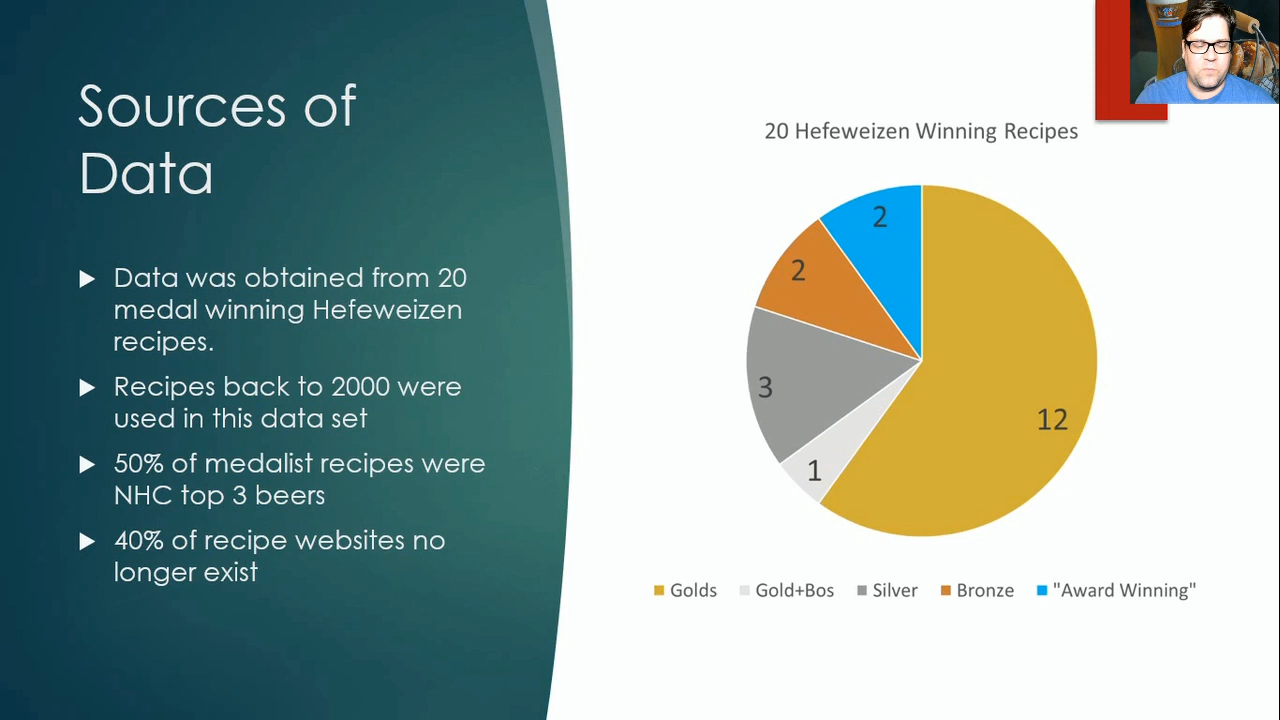 Sources of
Data
Data was obtained from 20
medal winning Hefeweizen
recipes.
Recipes back to 2000 were
used in this data set
50% of medalist recipes were
NHC top 3 beers
40% of recipe websites no
longer exist
20 Hefeweizen Winning Recipes
2
2
3
12
1
Golds Gold+Bos Silver Bronze "Award Winning"